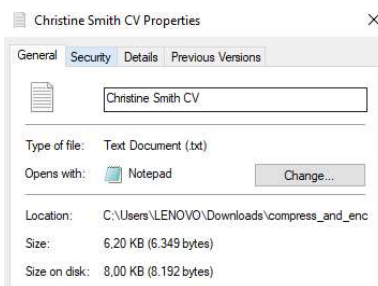 Christine Smith CV Properties
General Security Details Previous Versions
Christine Smith CV
Type of file: Text Document (.txt)
Opens with: Notepad Change...
Location: C:\Users\LENOVO\Downloads\compress_and_enc
Size: 6,20 KB (6.349 bytes)
Size on disk: 8,00 KB (8.192 bytes)